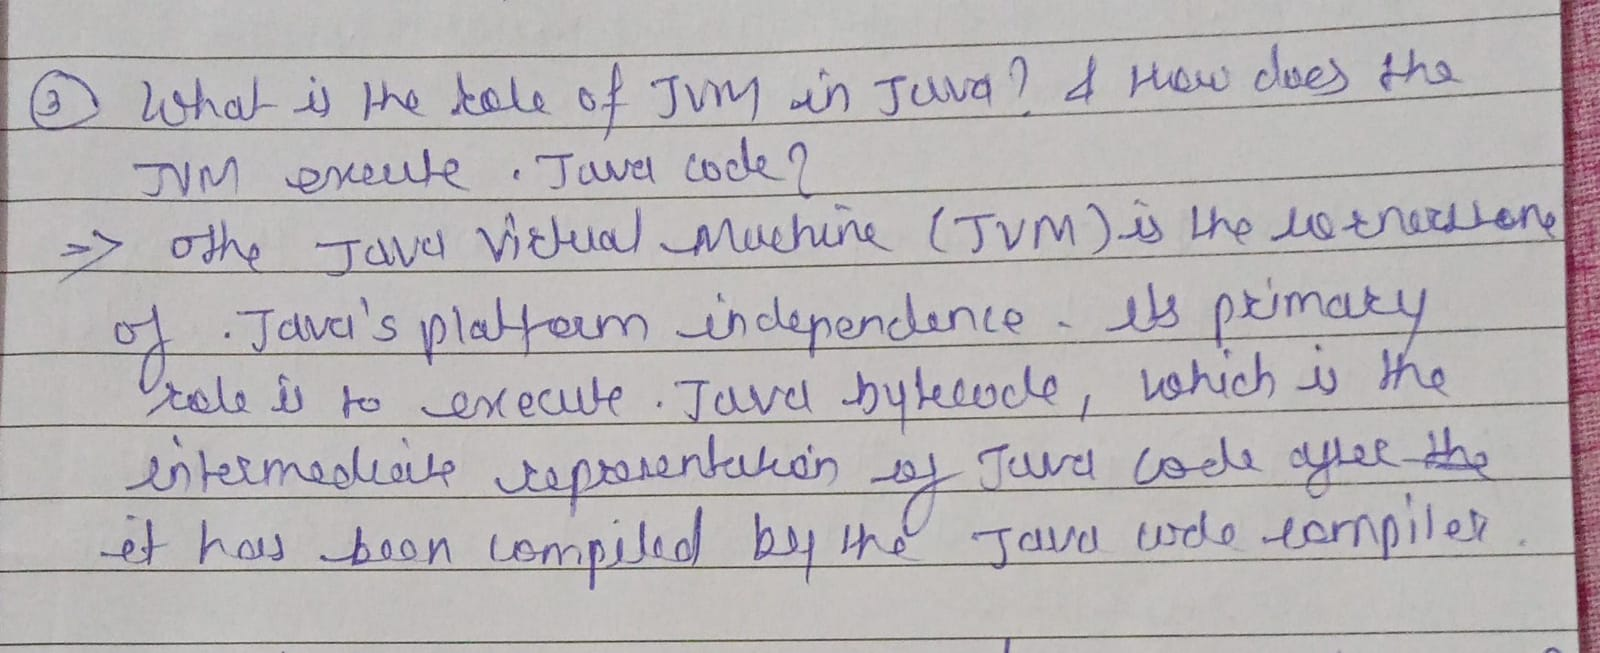 ③ What is the role of JVM in Java? & How does the
JVM execute Java code?
=> The Java Virtual Machine (JVM) is the cornerstone
of Java's platform independence. Its primary
role is to execute Java bytecode, which is the
intermediate representation of Java code after the
it has been compiled by the Java code compiler.